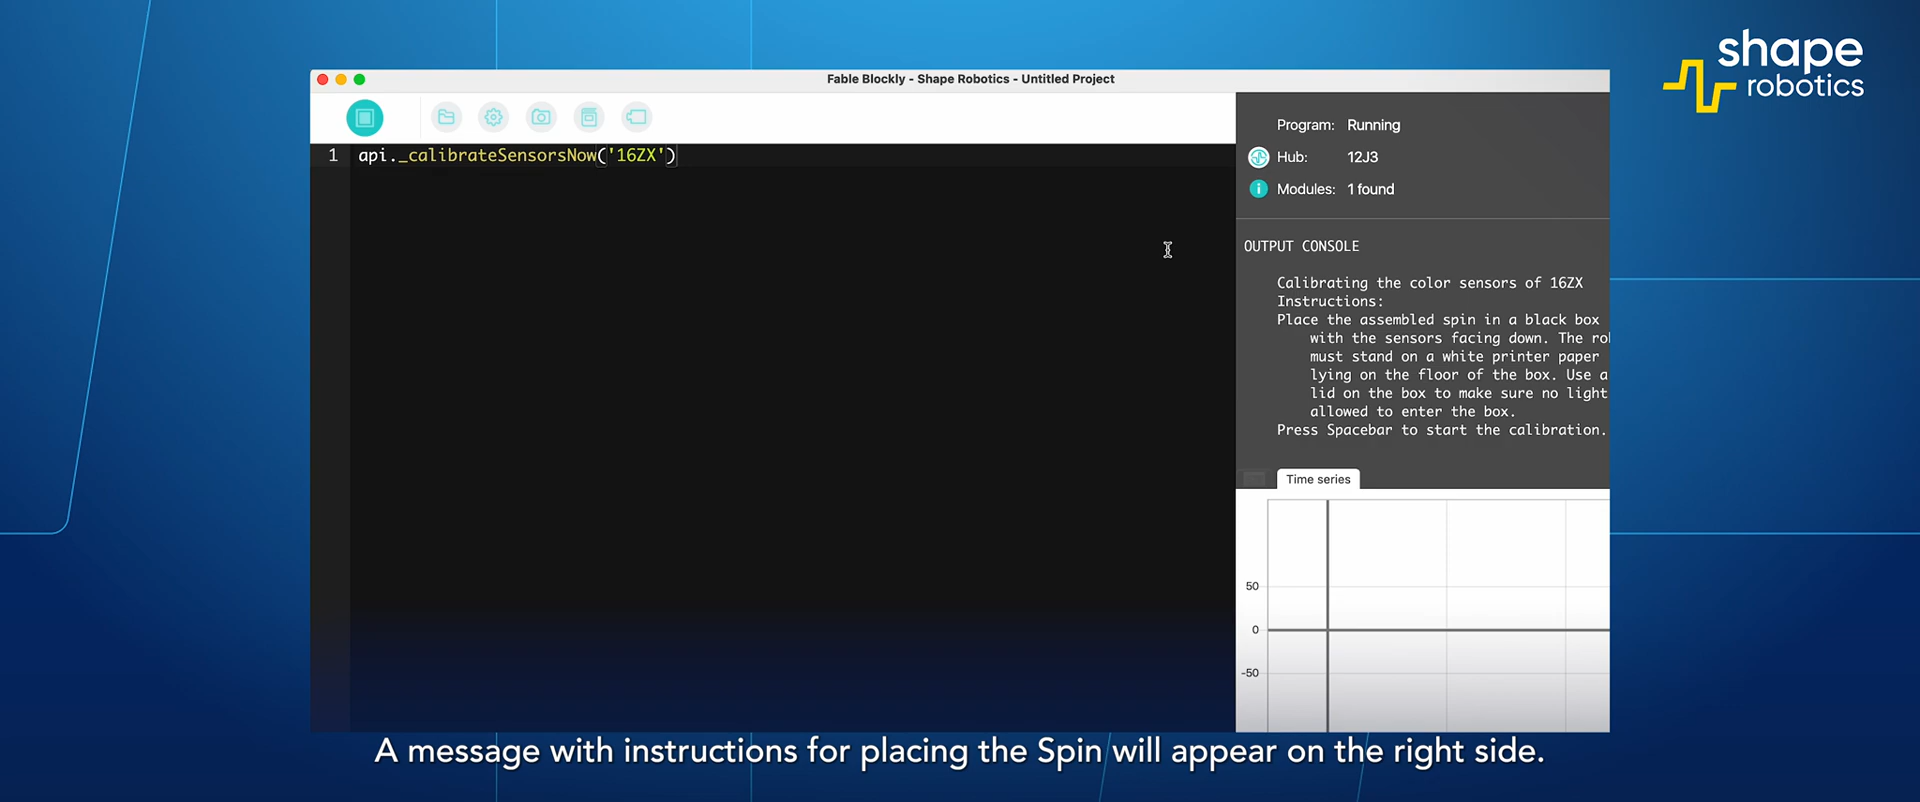 shape
robotics
Fable Blockly - Shape Robotics - Untitled Project
1 api._calibrateSensorsNow('16ZX')
Program: Running
Hub: 12J3
Modules: 1 found
OUTPUT CONSOLE
Calibrating the color sensors of 16ZX
Instructions:
Place the assembled spin in a black box
with the sensors facing down. The
must stand on a white printer paper
lying on the floor of the box. Use a
lid on the box to make sure no light
allowed to enter the box.
Press Spacebar to start the calibration.
Time series
50
0
-50
A message with instructions for placing the Spin will appear on the right side.